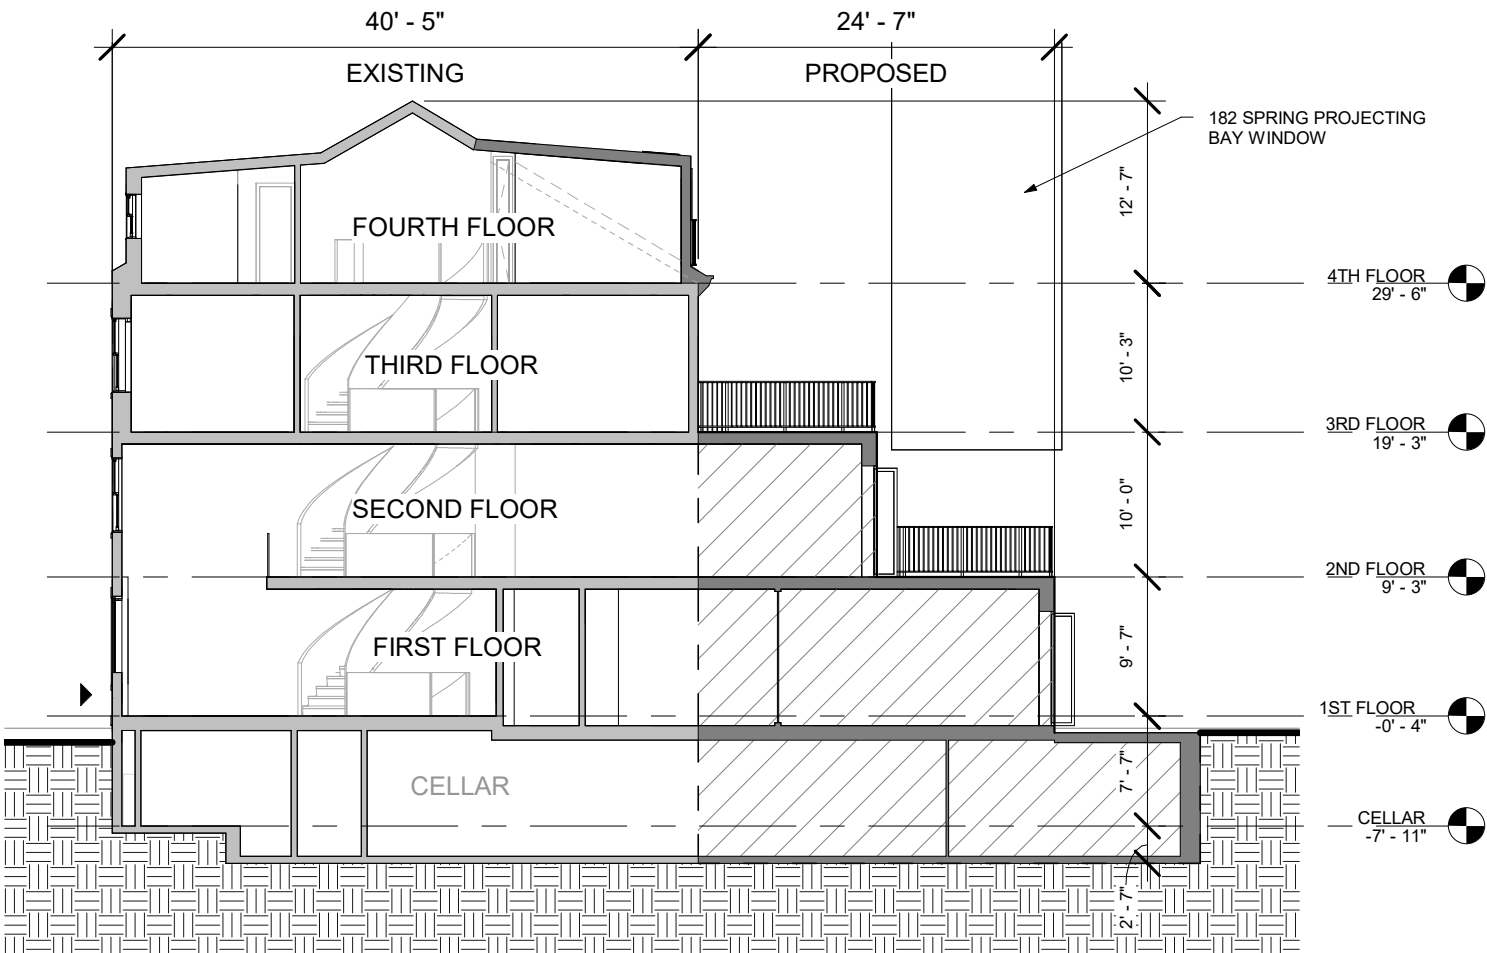 40' - 5"
24' - 7"
EXISTING
PROPOSED
182 SPRING PROJECTING
BAY WINDOW
12' - 7"
FOURTH FLOOR
4TH FLOOR
29' - 6"
10' - 3"
THIRD FLOOR
3RD FLOOR
19' - 3"
10' - 0"
SECOND FLOOR
2ND FLOOR
9' - 3"
9' - 7"
FIRST FLOOR
1ST FLOOR
-0' - 4"
7' - 7"
CELLAR
CELLAR
-7' - 11"
2' - 7"